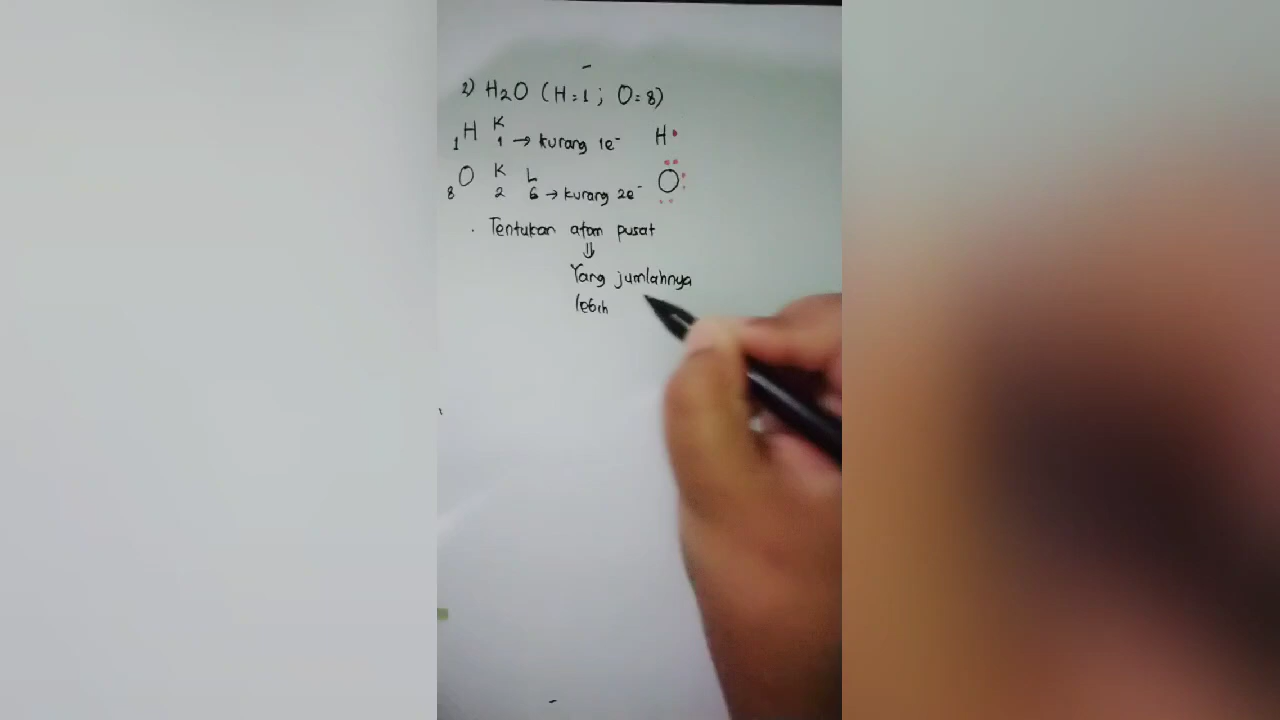 2) H₂O (H=1 ; O=8)
₁H K 1 → kurang 1e⁻ H•
₈O K 2 L 6 → kurang 2e⁻ O
Tentukan atom pusat
⇓
Yang jumlahnya
lebih